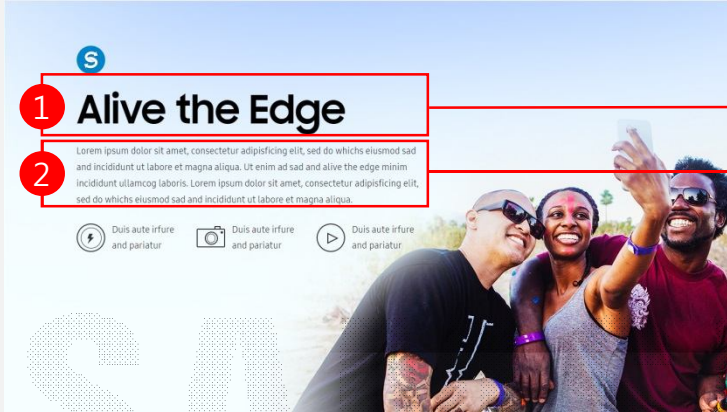 S
1
Alive the Edge
2
Lorem ipsum dolor sit amet, consectetur adipisficing elit, sed do whichs eiusmod sad
and incididunt ut labore et magna aliqua. Ut enim ad sad and alive the edge minim
incididunt ullamcog laboris. Lorem ipsum dolor sit amet, consectetur adipisficing elit,
sed do whichs eiusmod sad and incididunt ut labore et magna aliqua.
Duis aute irfure
and pariatur
Duis aute irfure
and pariatur
Duis aute irfure
and pariatur
SA